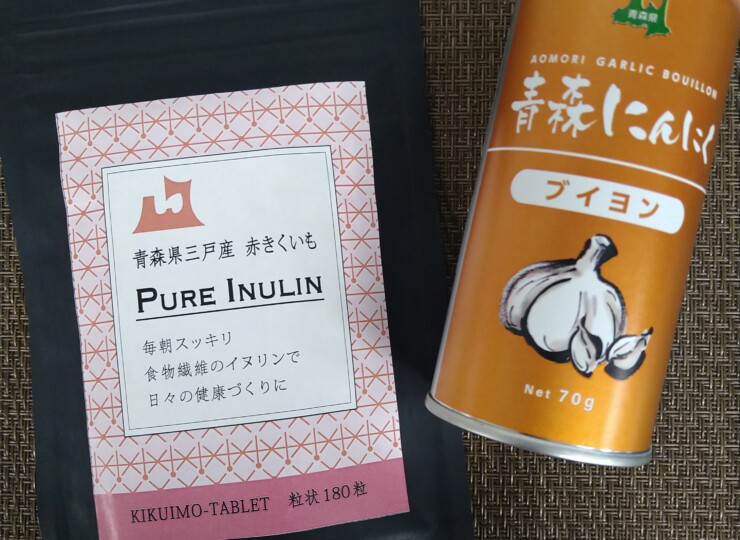 青森県三戸産 赤きくいも
PURE INULIN
毎朝スッキリ
食物繊維のイヌリンで
日々の健康づくりに
KIKUIMO-TABLET 粒状180粒
青森県
AOMORI GARLIC BOUILLON
青森にんにく
ブイヨン
Net 70g